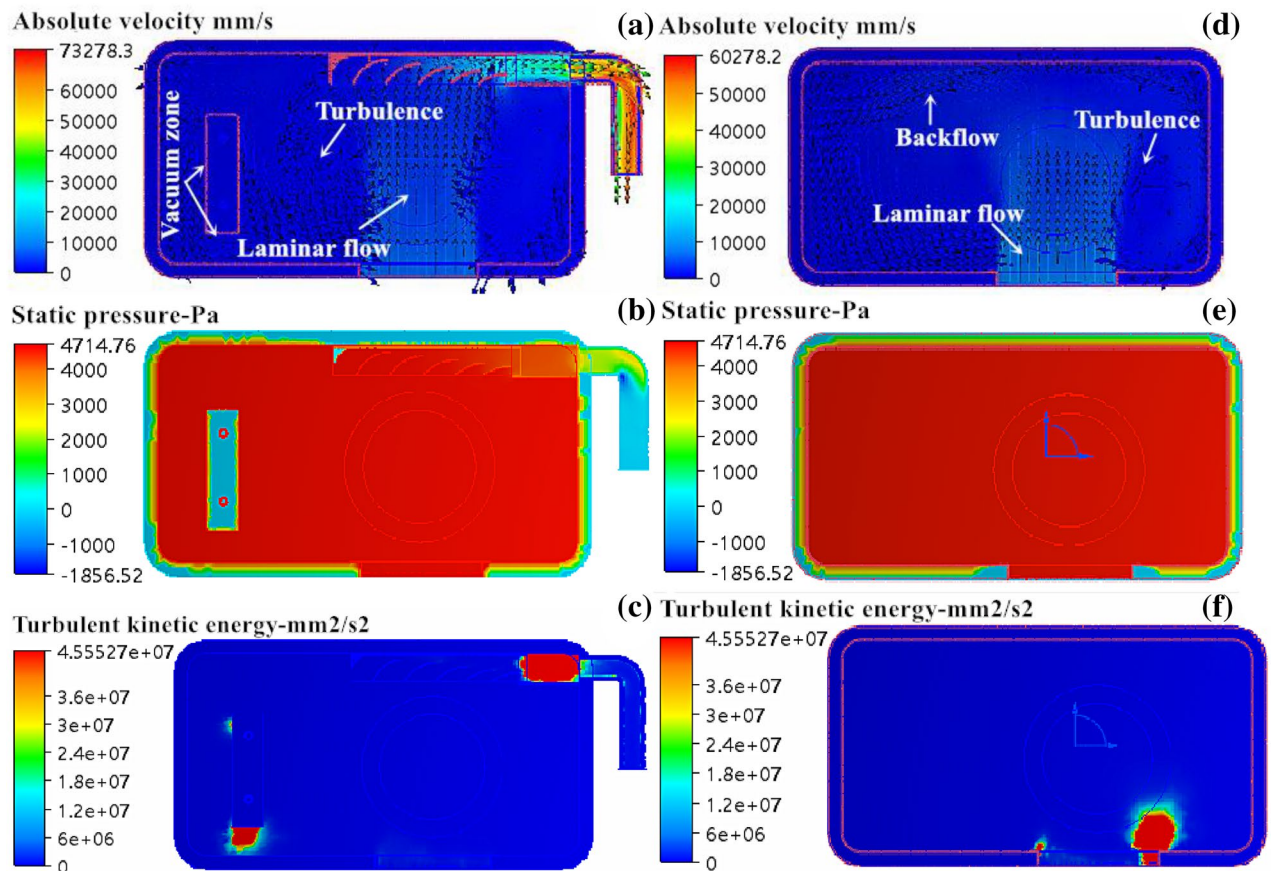 Absolute velocity mm/s
(a)
73278.3
60000
50000
40000
30000
20000
10000
0
Vacuum zone
Turbulence
Laminar flow
Absolute velocity mm/s
(d)
60278.2
50000
40000
30000
20000
10000
0
Backflow
Turbulence
Laminar flow
Static pressure-Pa
(b)
4714.76
4000
3000
2000
1000
0
-1000
-1856.52
Static pressure-Pa
(e)
4714.76
4000
3000
2000
1000
0
-1000
-1856.52
Turbulent kinetic energy-mm2/s2
(c)
4.55527e+07
3.6e+07
3e+07
2.4e+07
1.8e+07
1.2e+07
6e+06
0
Turbulent kinetic energy-mm2/s2
(f)
4.55527e+07
3.6e+07
3e+07
2.4e+07
1.8e+07
1.2e+07
6e+06
0